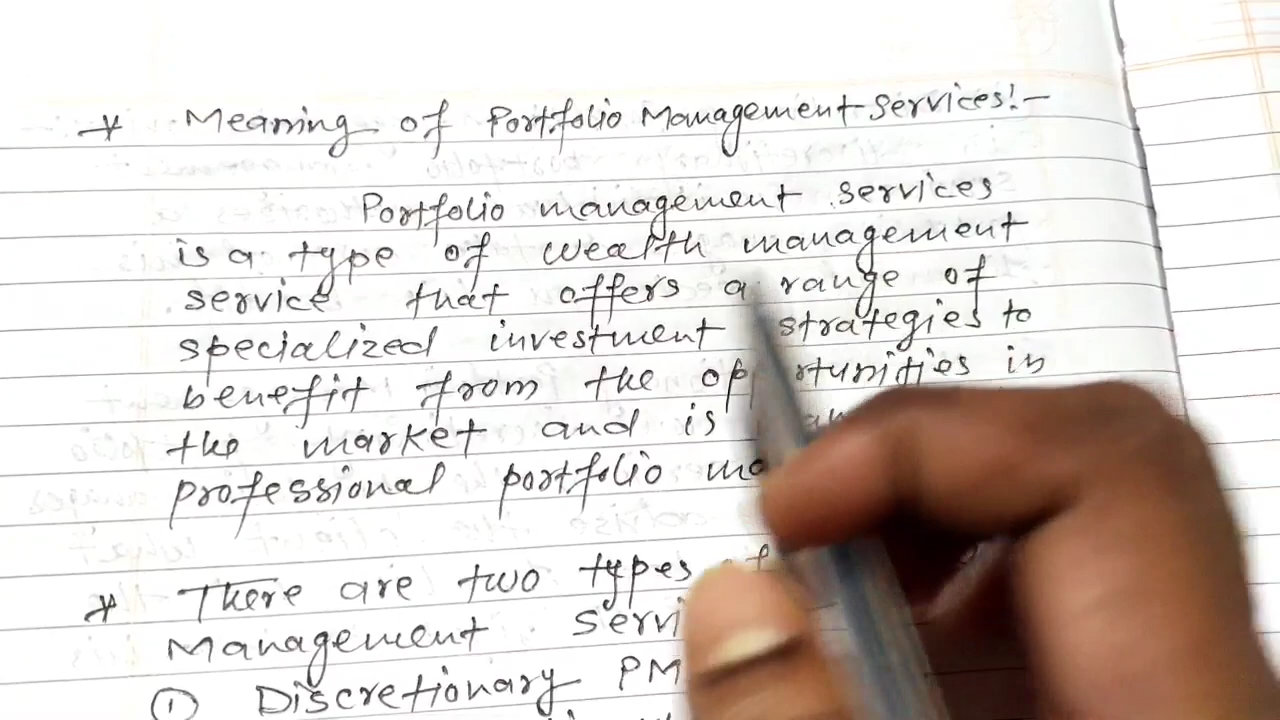 * Meaning of Portfolio Management Services:-
Portfolio management services
is a type of wealth management
service that offers a range of
specialized investment strategies to
benefit from the opportunities in
the market and is
professional portfolio
* There are two types
Management
① Discretionary PM